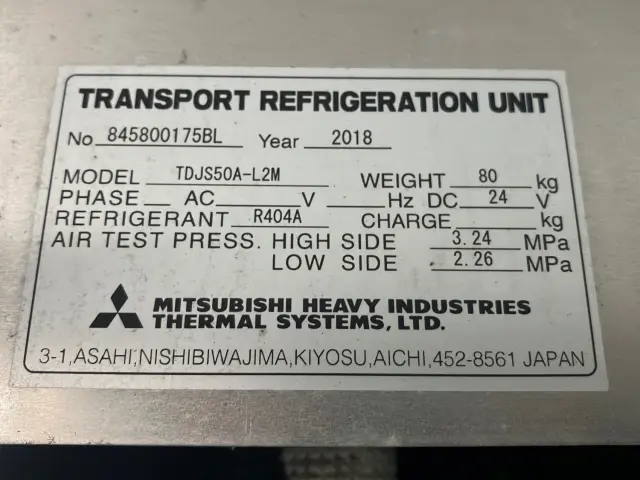 TRANSPORT REFRIGERATION UNIT
No 845800175BL Year 2018
MODEL TDJS50A-L2M WEIGHT 80 kg
PHASE AC V Hz DC 24 V
REFRIGERANT R404A CHARGE kg
AIR TEST PRESS. HIGH SIDE 3.24 MPa
LOW SIDE 2.26 MPa
MITSUBISHI HEAVY INDUSTRIES
THERMAL SYSTEMS, LTD.
3-1,ASAHI,NISHIBIWAJIMA,KIYOSU,AICHI,452-8561 JAPAN